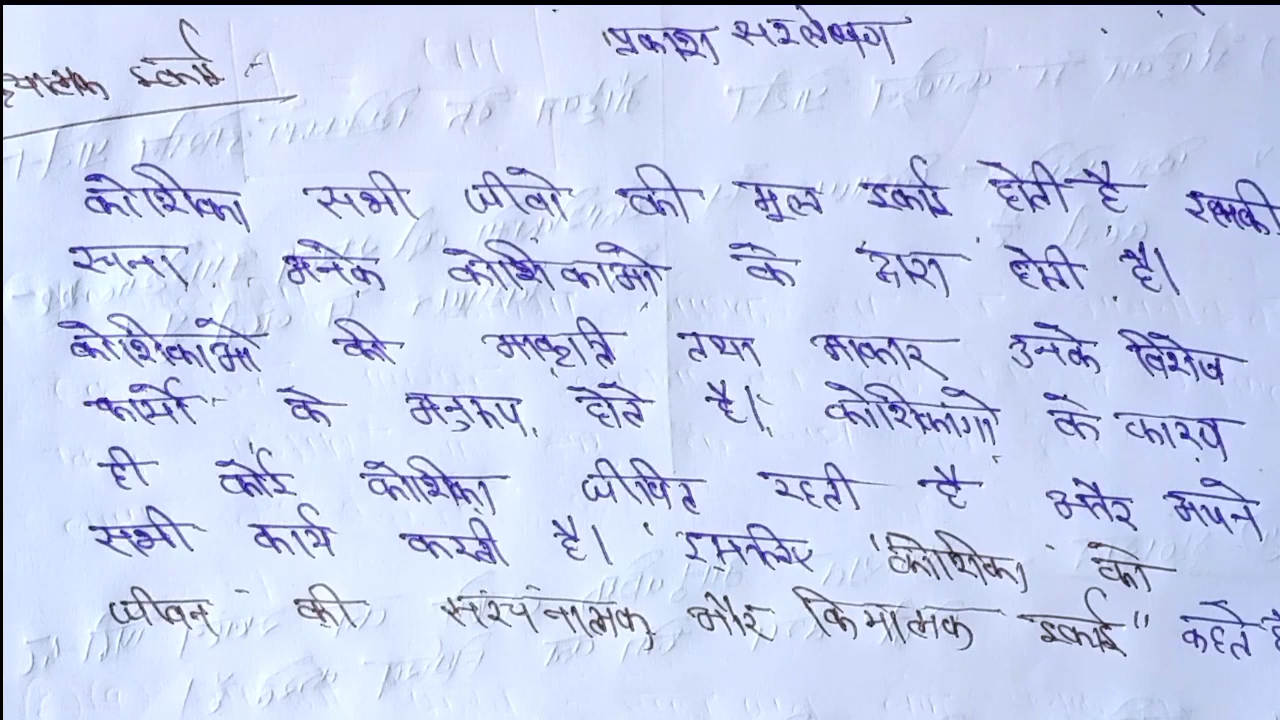 प्रकाश सश्लेषण
त्मक इकाई :-
कोशिका सभी जीवो की मूल इकाई होती है इसकी
रचना अनेक कोशिकाओ के द्वारा होती है।
कोशिकाओ की आकृति तथा आकार उनके विशेष
कार्यो के अनुरूप होते है। कोशिकागो के कारण
ही कोई कोशिका जीवित रहती है और अपने
सभी कार्य करती है। इसलिए 'कोशिका को
जीवन की संरचनात्मक और क्रियात्मक इकाई" कहते है